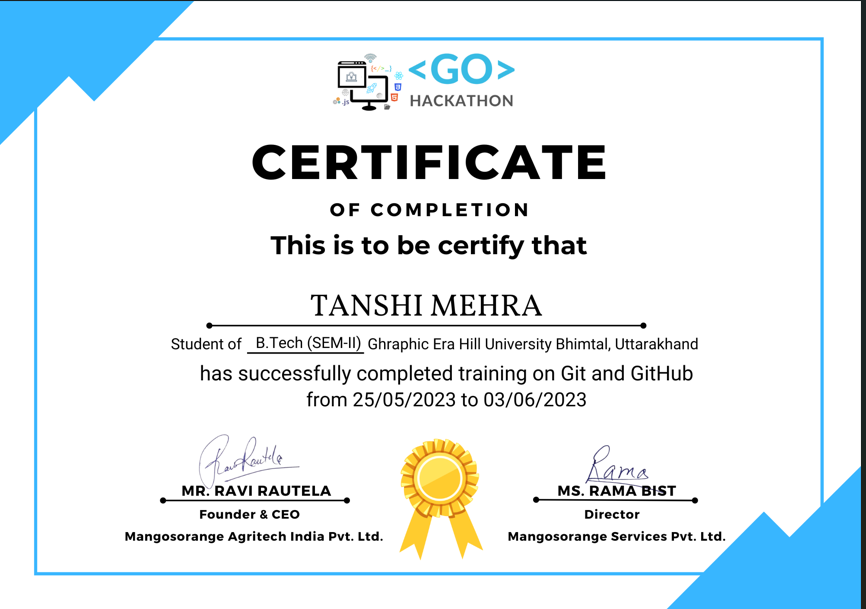 <GO>
HACKATHON
CERTIFICATE
OF COMPLETION
This is to be certify that
TANSHI MEHRA
Student of B.Tech (SEM-II) Ghraphic Era Hill University Bhimtal, Uttarakhand
has successfully completed training on Git and GitHub
from 25/05/2023 to 03/06/2023
Ravi Rautela
Rama
MR. RAVI RAUTELA
MS. RAMA BIST
Founder & CEO
Director
Mangosorange Agritech India Pvt. Ltd.
Mangosorange Services Pvt. Ltd.